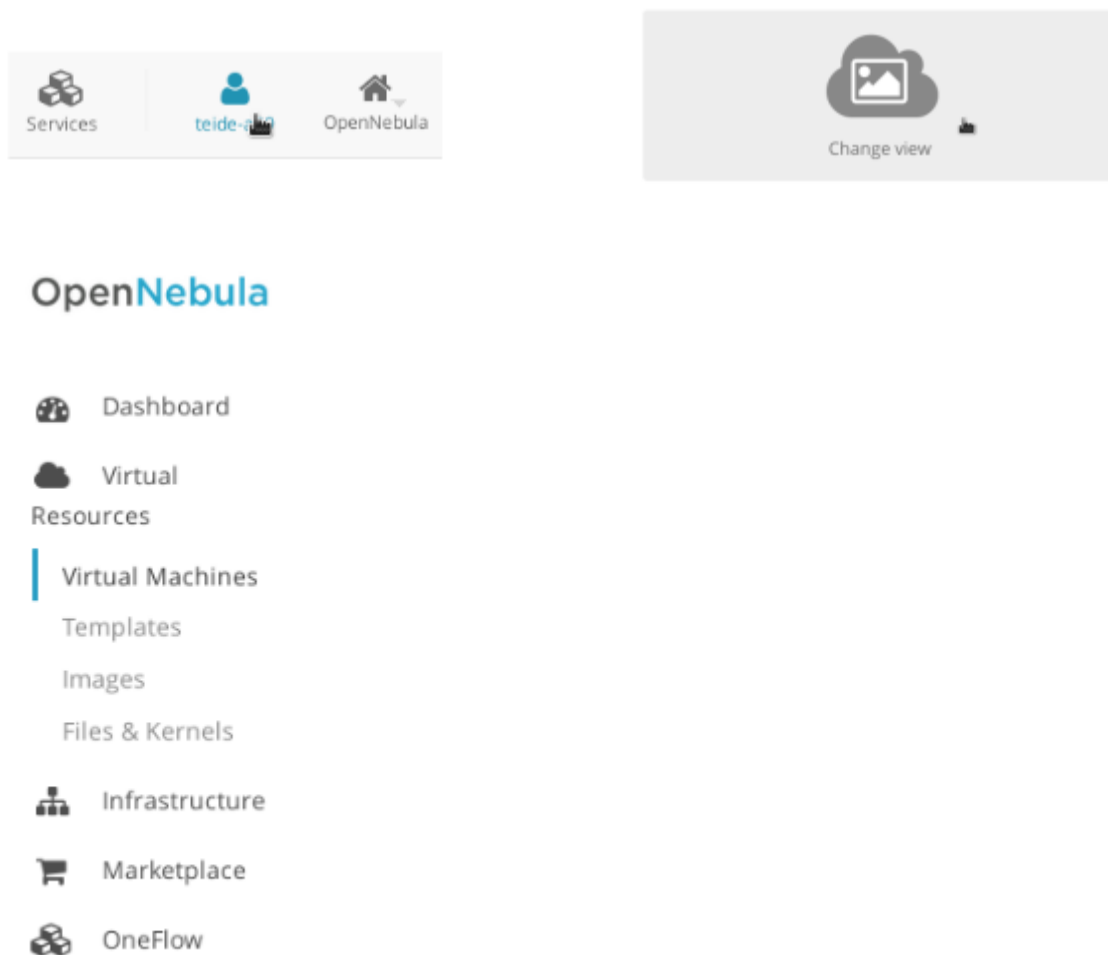 Services
OpenNebula
Change view
OpenNebula
Dashboard
Virtual
Resources
Virtual Machines
Templates
Images
Files & Kernels
Infrastructure
Marketplace
OneFlow